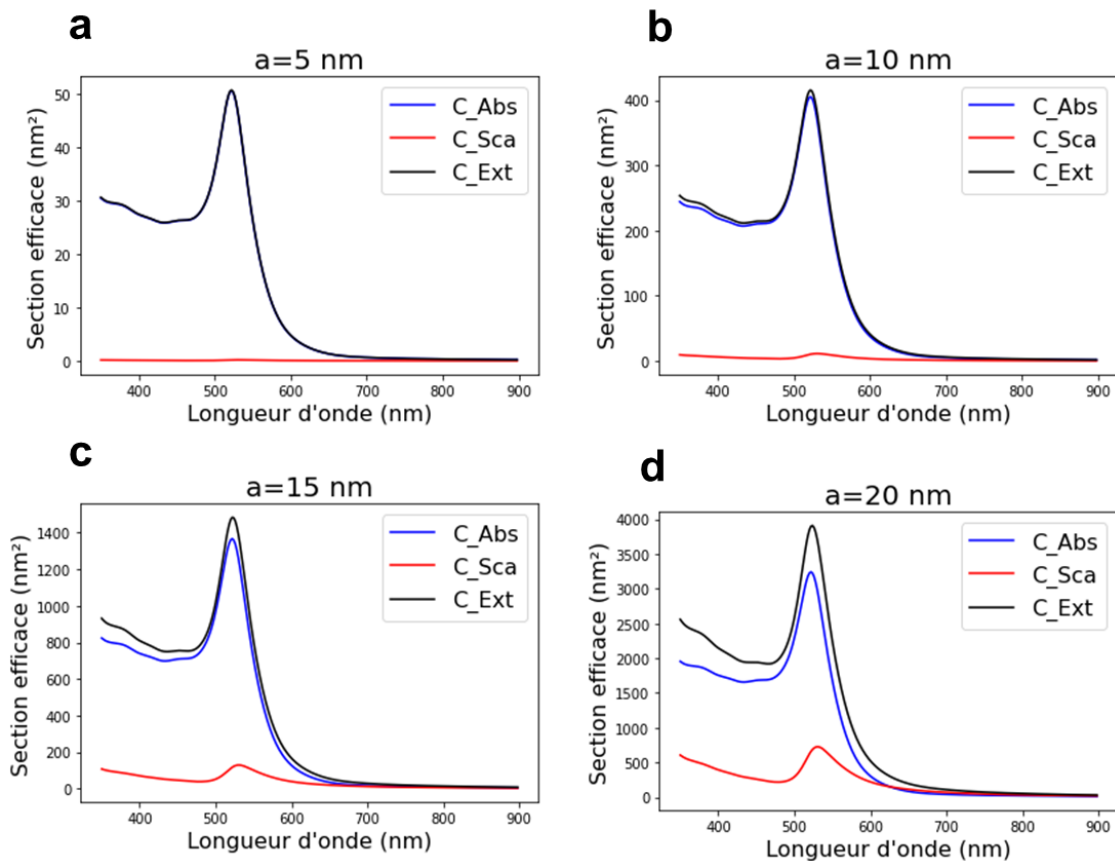 a
a=5 nm
50
40
30
20
10
0
Section efficace (nm²)
C_Abs
C_Sca
C_Ext
400 500 600 700 800 900
Longueur d'onde (nm)
b
a=10 nm
400
300
200
100
0
Section efficace (nm²)
C_Abs
C_Sca
C_Ext
400 500 600 700 800 900
Longueur d'onde (nm)
c
a=15 nm
1400
1200
1000
800
600
400
200
0
Section efficace (nm²)
C_Abs
C_Sca
C_Ext
400 500 600 700 800 900
Longueur d'onde (nm)
d
a=20 nm
4000
3500
3000
2500
2000
1500
1000
500
0
Section efficace (nm²)
C_Abs
C_Sca
C_Ext
400 500 600 700 800 900
Longueur d'onde (nm)